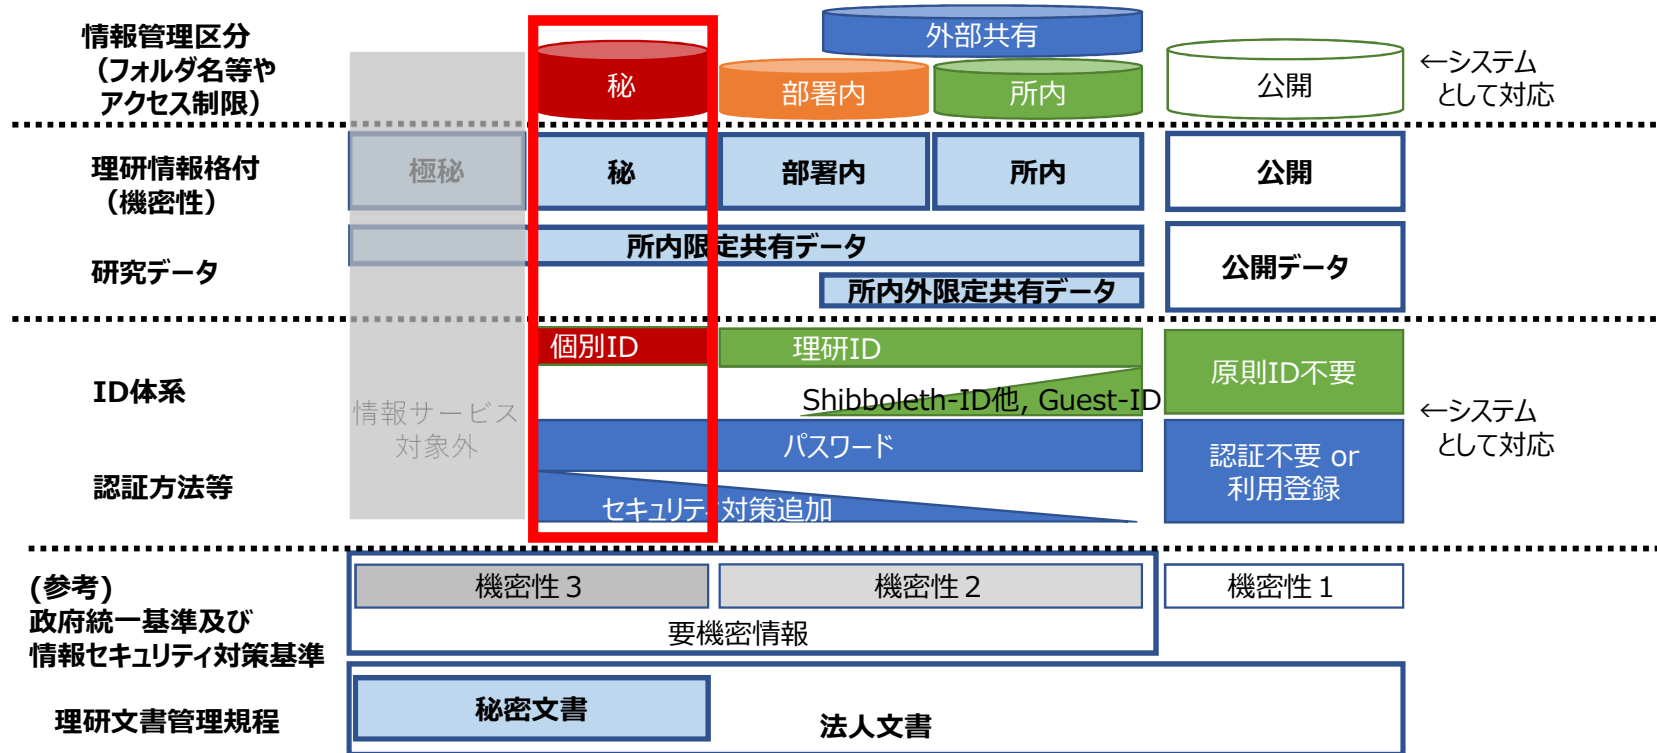 情報管理区分
（フォルダ名等や
アクセス制限）
秘
外部共有
部署内
所内
公開
←システム
として対応
理研情報格付
（機密性）
極秘
秘
部署内
所内
公開
研究データ
所内限定共有データ
所内外限定共有データ
公開データ
ID体系
個別ID
理研ID
Shibboleth-ID他, Guest-ID
原則ID不要
情報サービス
対象外
←システム
として対応
認証方法等
パスワード
セキュリティ対策追加
認証不要 or
利用登録
(参考)
政府統一基準及び
情報セキュリティ対策基準
機密性３
機密性２
機密性１
要機密情報
理研文書管理規程
秘密文書
法人文書